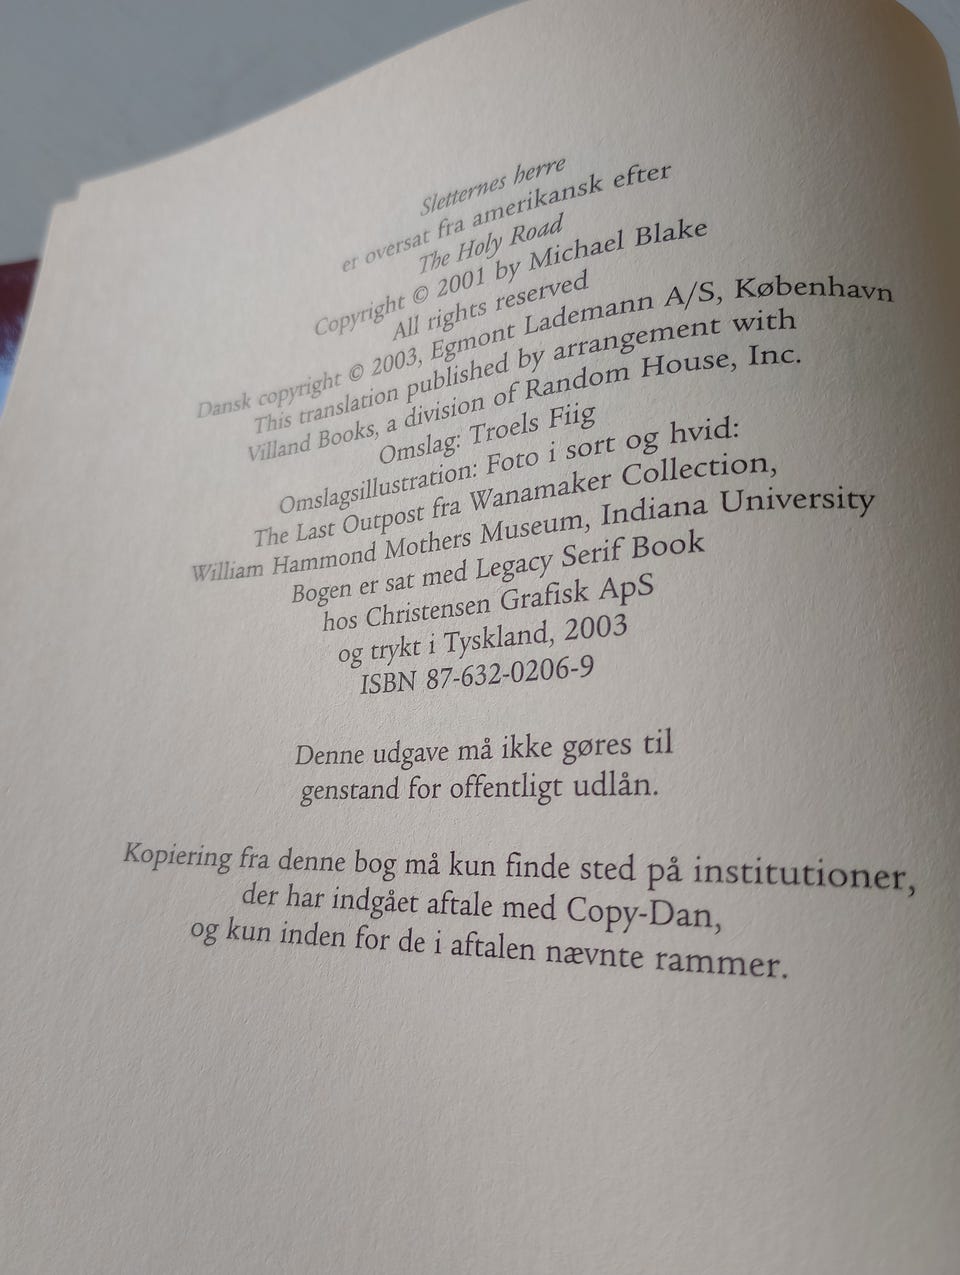 Sletternes herre
er oversat fra amerikansk efter
The Holy Road
Copyright © 2001 by Michael Blake
All rights reserved
Dansk copyright © 2003, Egmont Lademann A/S, København
This translation published by arrangement with
Villand Books, a division of Random House, Inc.
Omslag: Troels Fiig
Omslagsillustration: Foto i sort og hvid:
The Last Outpost fra Wanamaker Collection,
William Hammond Mothers Museum, Indiana University
Bogen er sat med Legacy Serif Book
hos Christensen Grafisk ApS
og trykt i Tyskland, 2003
ISBN 87-632-0206-9
Denne udgave må ikke gøres til
genstand for offentligt udlån.
Kopiering fra denne bog må kun finde sted på institutioner,
der har indgået aftale med Copy-Dan,
og kun inden for de i aftalen nævnte rammer.